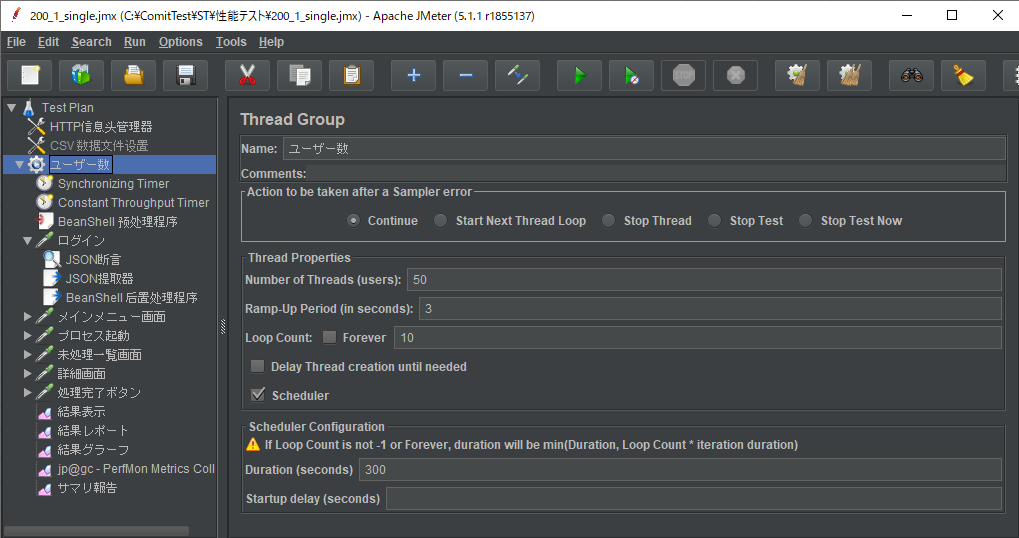 200_1_single.jmx (C:¥ComitTest¥ST¥性能テスト¥200_1_single.jmx) - Apache JMeter (5.1.1 r1855137)
File Edit Search Run Options Tools Help
STOP
Test Plan
HTTP信息头管理器
CSV 数据文件设置
ユーザー数
Synchronizing Timer
Constant Throughput Timer
BeanShell 预处理程序
ログイン
JSON断言
JSON提取器
BeanShell 后置处理程序
メインメニュー画面
プロセス起動
未処理一覧画面
詳細画面
処理完了ボタン
結果表示
結果レポート
結果グラーフ
jp@gc - PerfMon Metrics Coll
サマリ報告
Thread Group
Name: ユーザー数
Comments:
Action to be taken after a Sampler error
Continue Start Next Thread Loop Stop Thread Stop Test Stop Test Now
Thread Properties
Number of Threads (users): 50
Ramp-Up Period (in seconds): 3
Loop Count: Forever 10
Delay Thread creation until needed
Scheduler
Scheduler Configuration
If Loop Count is not -1 or Forever, duration will be min(Duration, Loop Count * iteration duration)
Duration (seconds) 300
Startup delay (seconds)